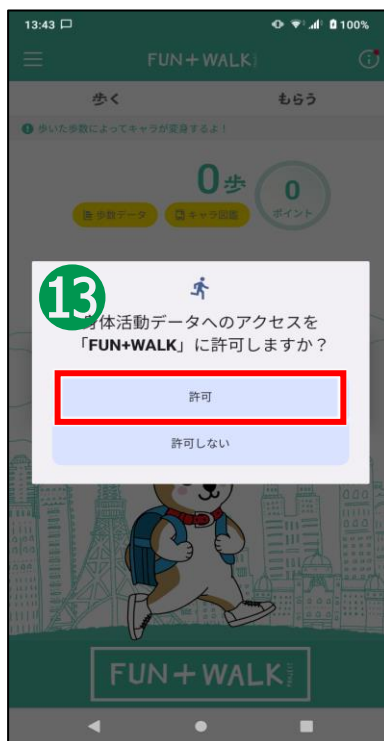 13:43 100%
FUN+WALK
歩く もらう
歩いた歩数によってキャラが変身するよ！
0歩
0
ポイント
歩数データ キャラ図鑑
13
身体活動データへのアクセスを
「FUN+WALK」に許可しますか？
許可
許可しない
FUN+WALK PROJECT